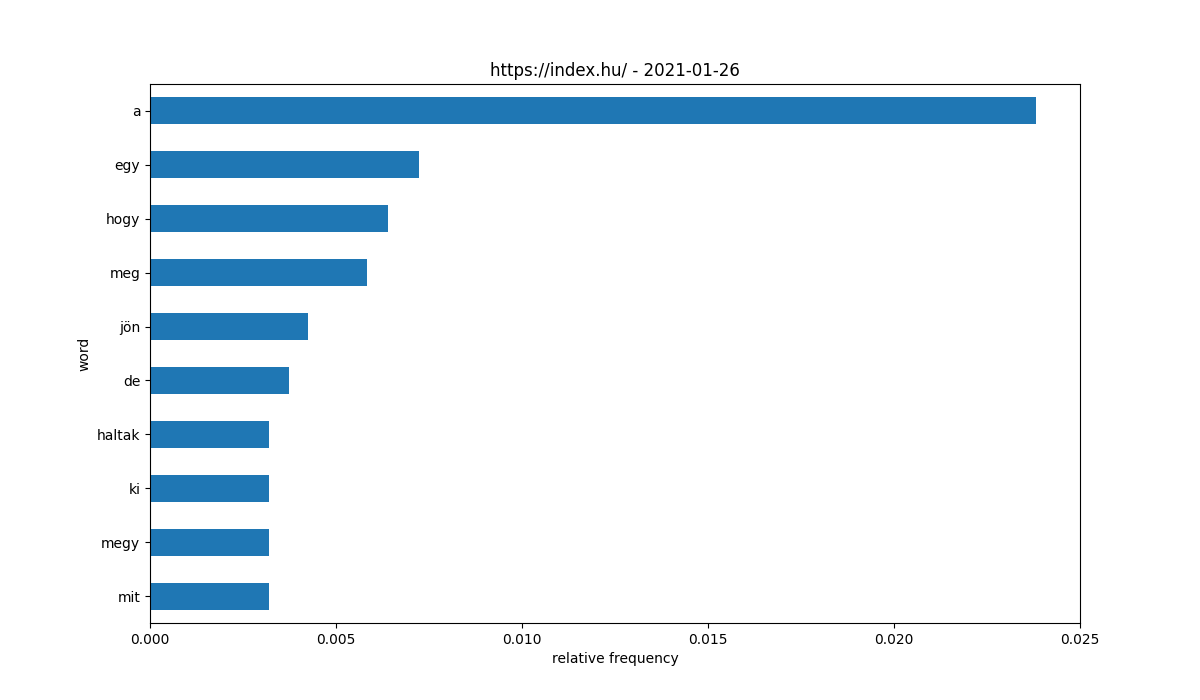 https://index.hu/ - 2021-01-26
a
egy
hogy
meg
jön
de
haltak
ki
megy
mit
word
0.000 0.005 0.010 0.015 0.020 0.025
relative frequency